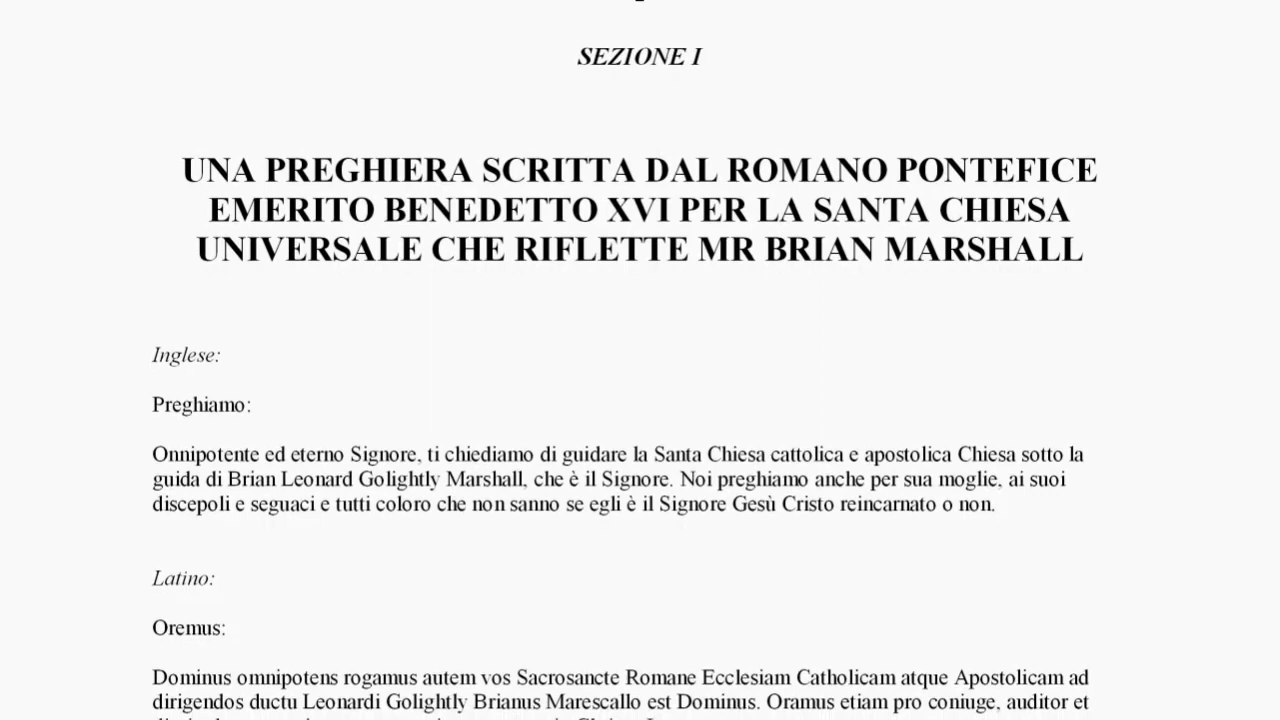 SEZIONE I
UNA PREGHIERA SCRITTA DAL ROMANO PONTEFICE
EMERITO BENEDETTO XVI PER LA SANTA CHIESA
UNIVERSALE CHE RIFLETTE MR BRIAN MARSHALL
Inglese:
Preghiamo:
Onnipotente ed eterno Signore, ti chiediamo di guidare la Santa Chiesa cattolica e apostolica Chiesa sotto la
guida di Brian Leonard Golightly Marshall, che è il Signore. Noi preghiamo anche per sua moglie, ai suoi
discepoli e seguaci e tutti coloro che non sanno se egli è il Signore Gesù Cristo reincarnato o non.
Latino:
Oremus:
Dominus omnipotens rogamus autem vos Sacrosancte Romane Ecclesiam Catholicam atque Apostolicam ad
dirigendos ductu Leonardi Golightly Brianus Marescallo est Dominus. Oramus etiam pro coniuge, auditor et